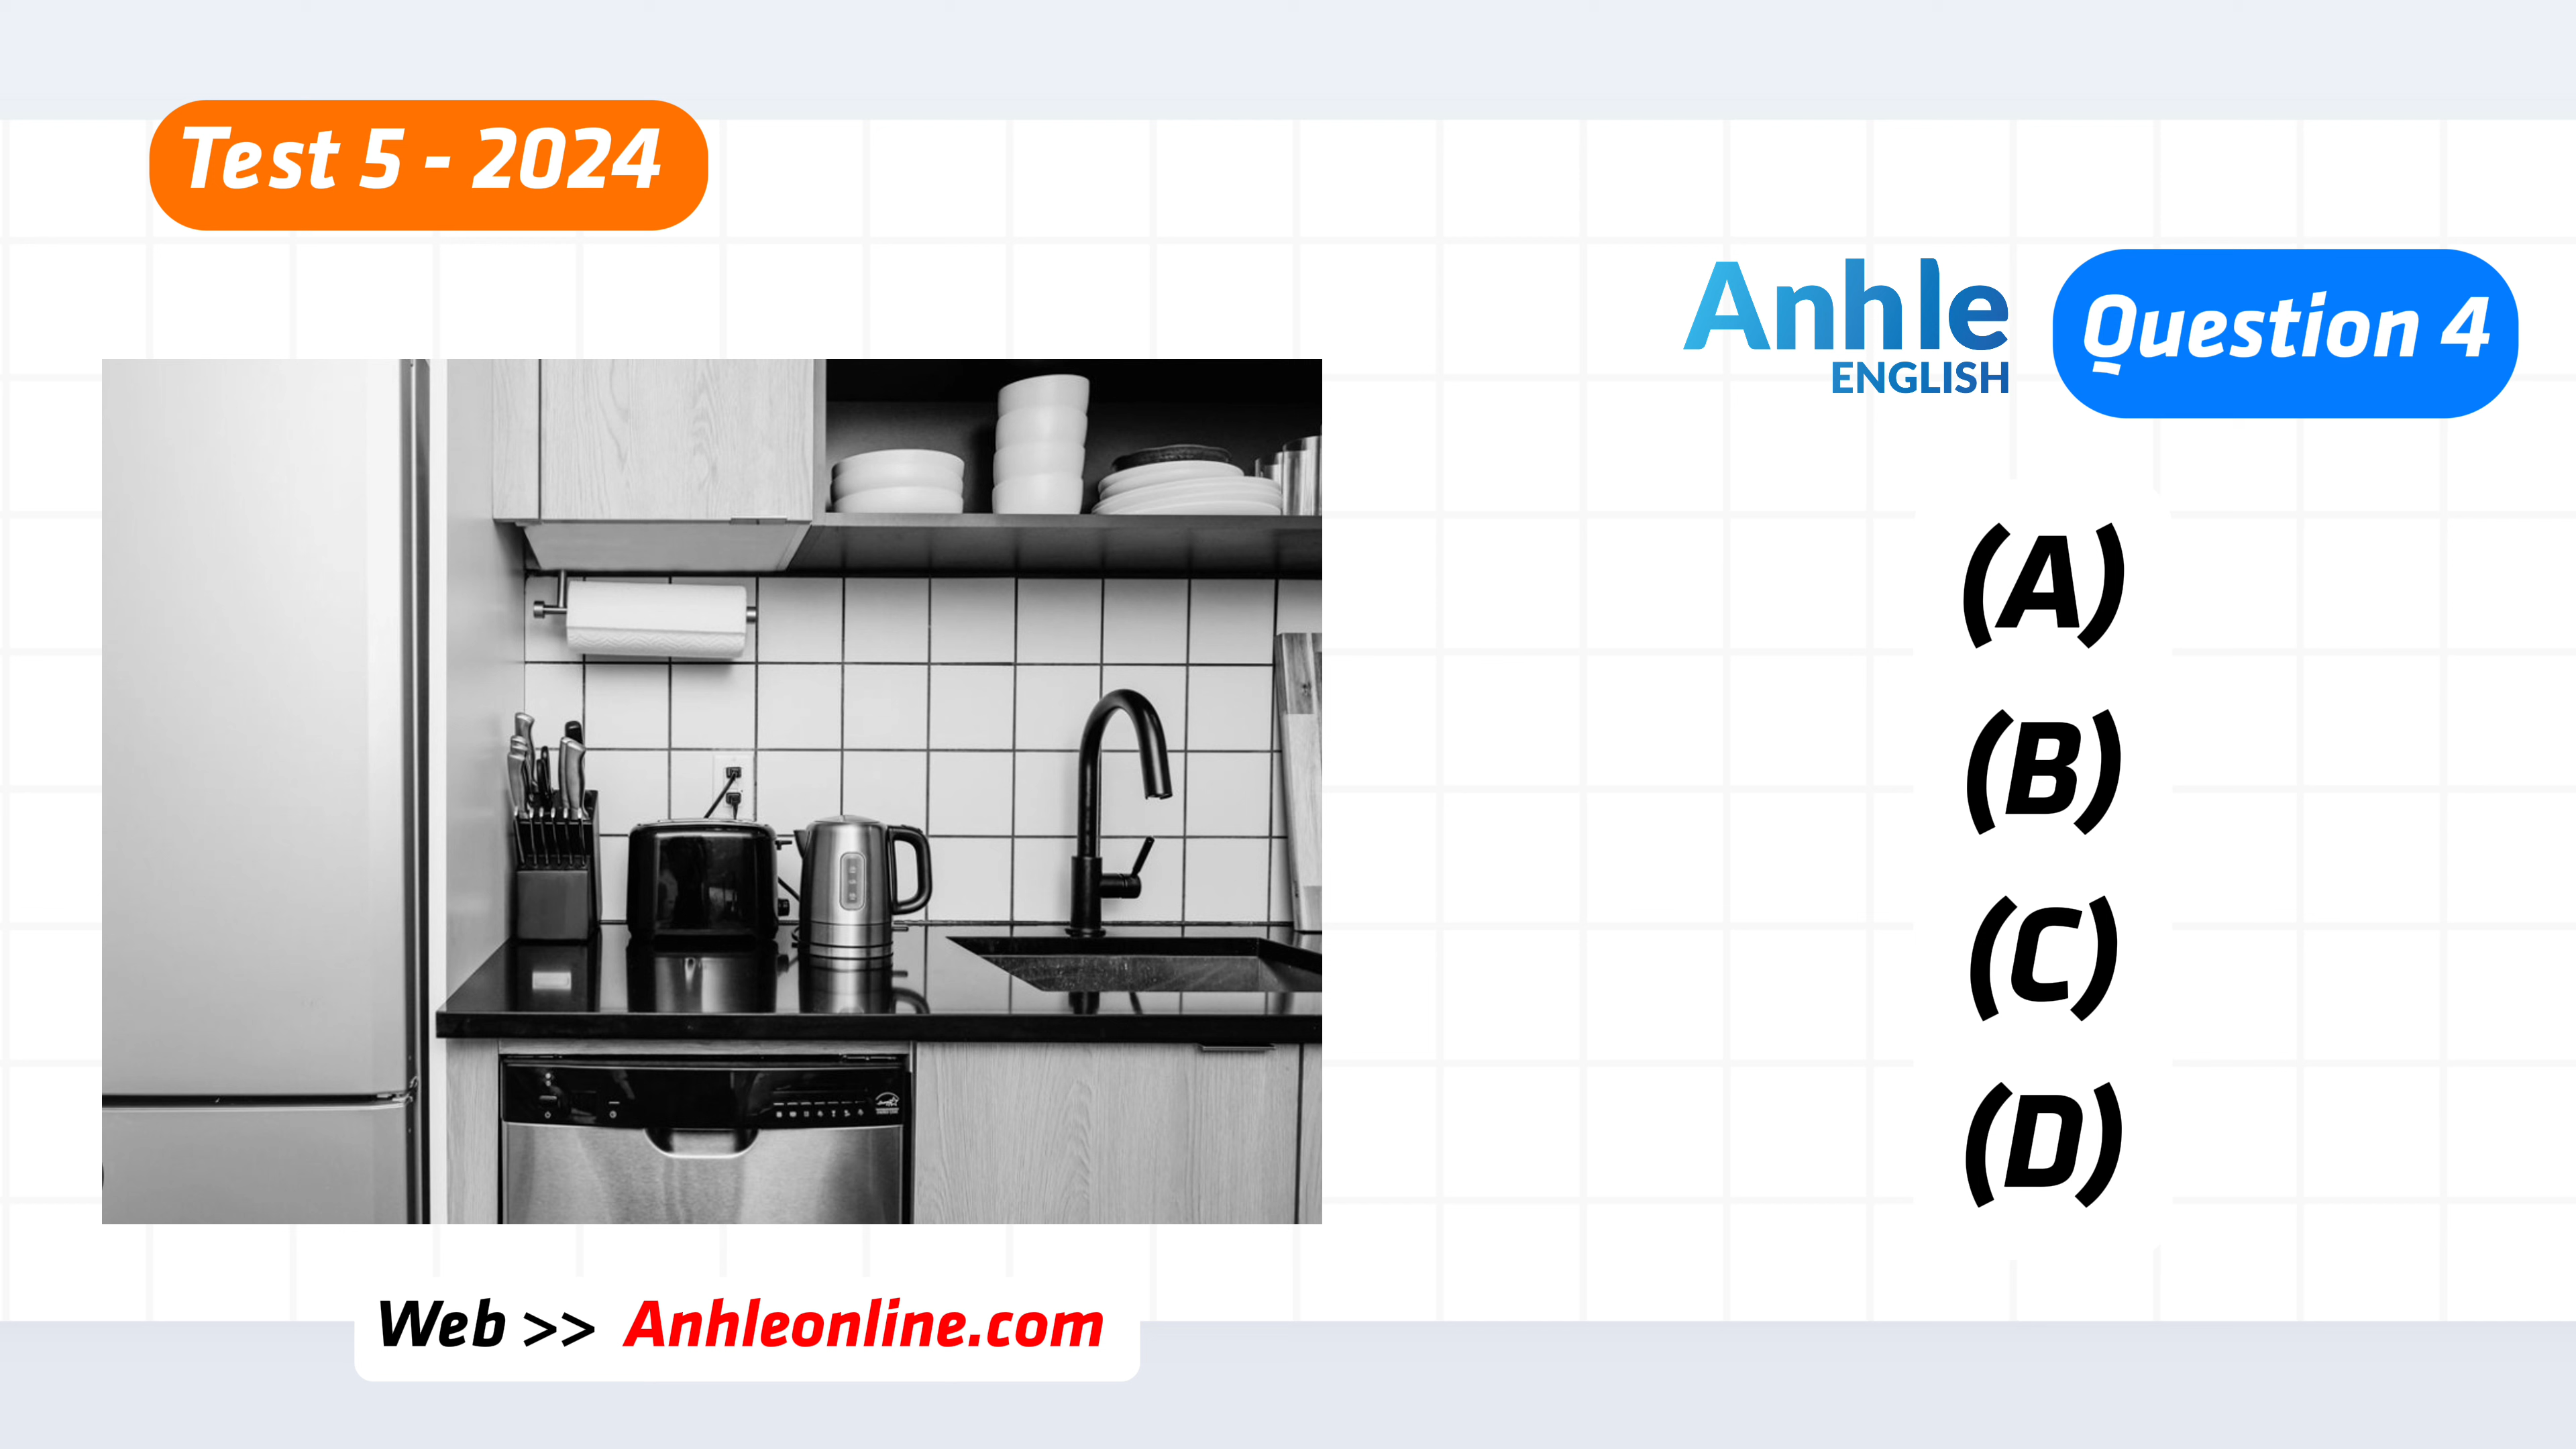 Test 5 - 2024
Anhle
ENGLISH
Question 4
(A)
(B)
(C)
(D)
Web >> Anhleonline.com